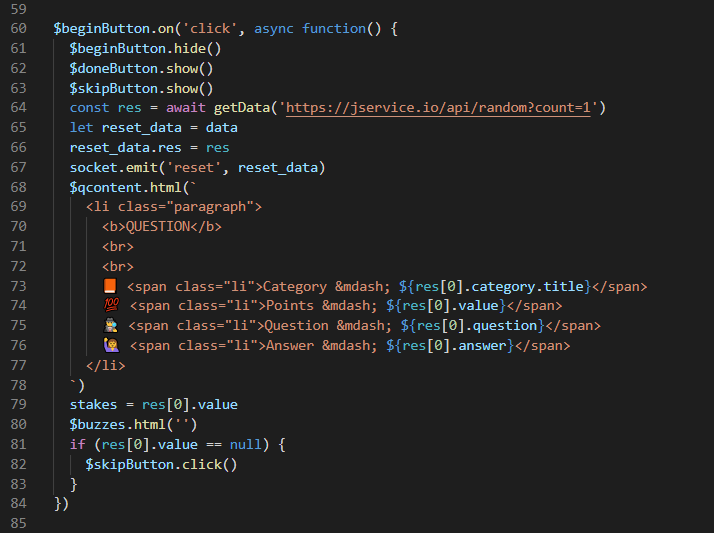 59
60 $beginButton.on('click', async function() {
61   $beginButton.hide()
62   $doneButton.show()
63   $skipButton.show()
64   const res = await getData('https://jservice.io/api/random?count=1')
65   let reset_data = data
66   reset_data.res = res
67   socket.emit('reset', reset_data)
68   $qcontent.html(`
69     <li class="paragraph">
70       <b>QUESTION</b>
71       <br>
72       <br>
73       📙 <span class="li">Category &mdash; ${res[0].category.title}</span>
74       💯 <span class="li">Points &mdash; ${res[0].value}</span>
75       🕵️‍♀️ <span class="li">Question &mdash; ${res[0].question}</span>
76       🙋‍♀️ <span class="li">Answer &mdash; ${res[0].answer}</span>
77     </li>
78   `)
79   stakes = res[0].value
80   $buzzes.html('')
81   if (res[0].value == null) {
82     $skipButton.click()
83   }
84 })
85